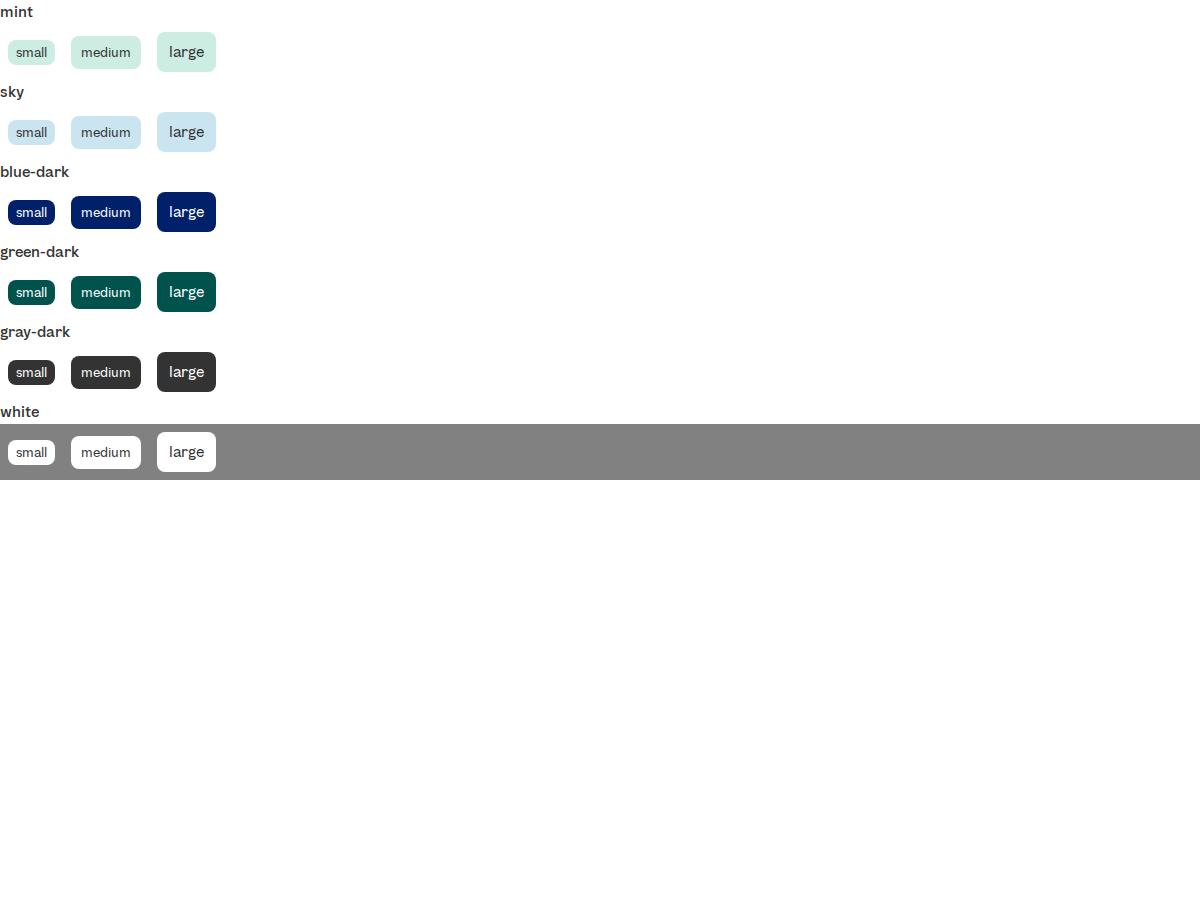 mint
small medium large
sky
small medium large
blue-dark
small medium large
green-dark
small medium large
gray-dark
small medium large
white
small medium large